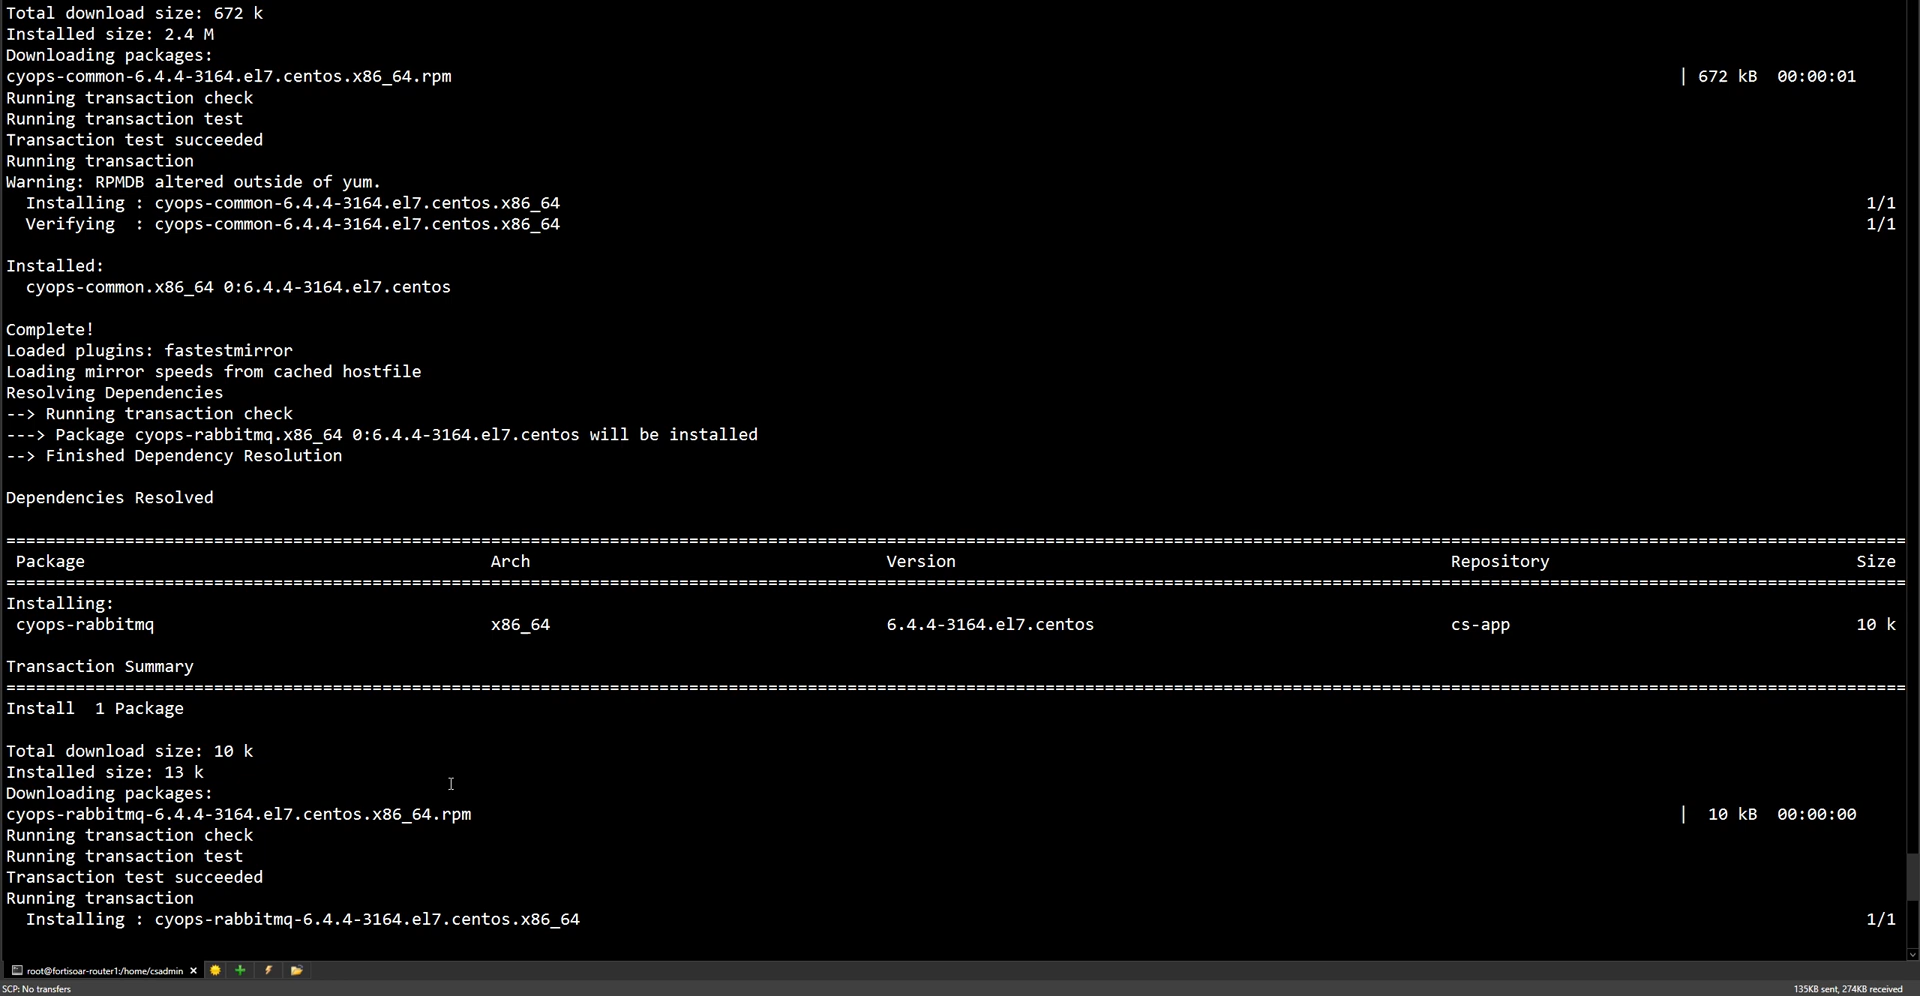 Total download size: 672 k
Installed size: 2.4 M
Downloading packages:
cyops-common-6.4.4-3164.el7.centos.x86_64.rpm | 672 kB 00:00:01
Running transaction check
Running transaction test
Transaction test succeeded
Running transaction
Warning: RPMDB altered outside of yum.
Installing : cyops-common-6.4.4-3164.el7.centos.x86_64 1/1
Verifying : cyops-common-6.4.4-3164.el7.centos.x86_64 1/1
Installed:
cyops-common.x86_64 0:6.4.4-3164.el7.centos
Complete!
Loaded plugins: fastestmirror
Loading mirror speeds from cached hostfile
Resolving Dependencies
--> Running transaction check
---> Package cyops-rabbitmq.x86_64 0:6.4.4-3164.el7.centos will be installed
--> Finished Dependency Resolution
Dependencies Resolved
Package Arch Version Repository Size
Installing:
cyops-rabbitmq x86_64 6.4.4-3164.el7.centos cs-app 10 k
Transaction Summary
Install 1 Package
Total download size: 10 k
Installed size: 13 k
Downloading packages:
cyops-rabbitmq-6.4.4-3164.el7.centos.x86_64.rpm | 10 kB 00:00:00
Running transaction check
Running transaction test
Transaction test succeeded
Running transaction
Installing : cyops-rabbitmq-6.4.4-3164.el7.centos.x86_64 1/1
root@fortisoar-router1:/home/csadmin
SCP: No transfers 135KB sent, 274KB received